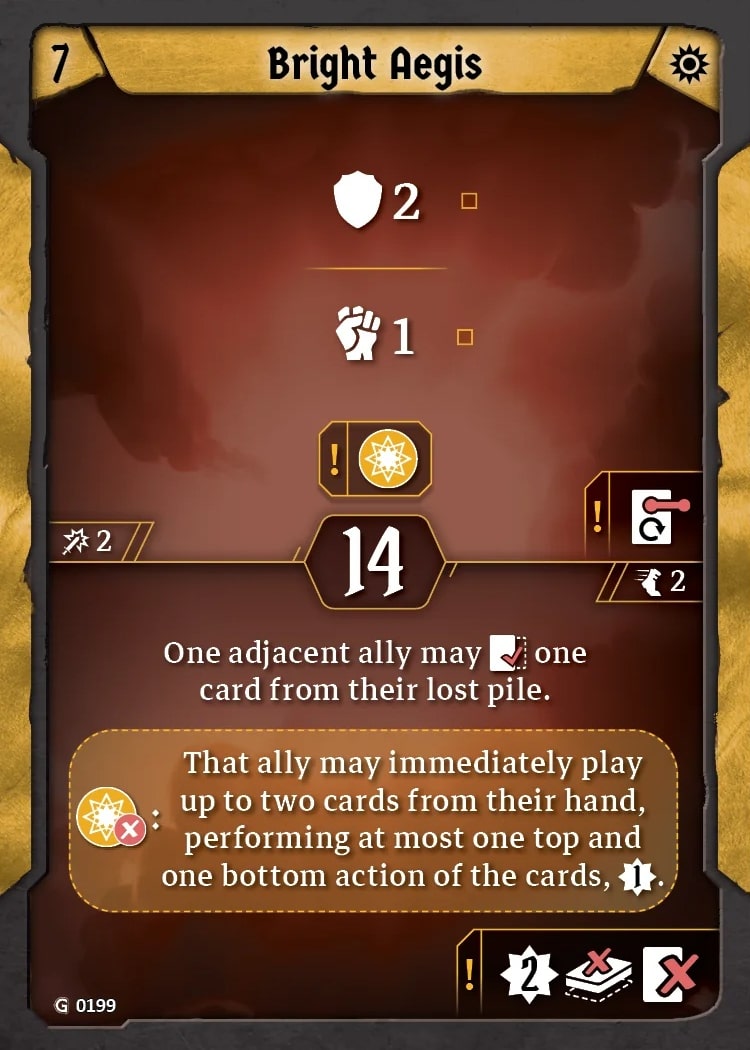 7 Bright Aegis
2
1
!
!
2
14
2
One adjacent ally may one
card from their lost pile.
That ally may immediately play
: up to two cards from their hand,
performing at most one top and
one bottom action of the cards, 1.
! 2
G 0199